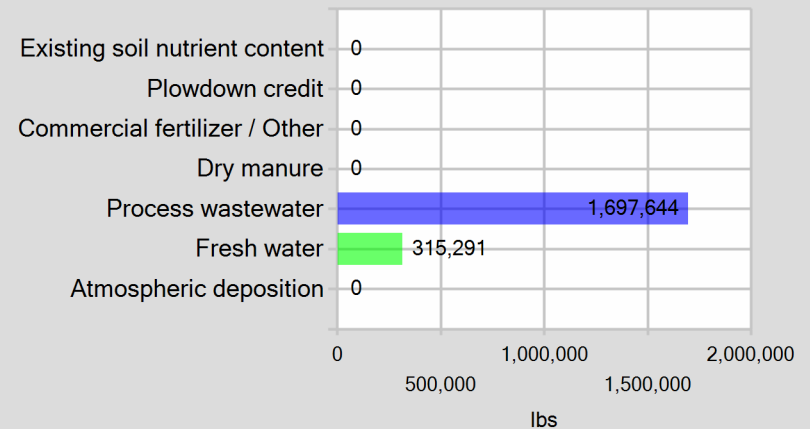 Existing soil nutrient content 0
Plowdown credit 0
Commercial fertilizer / Other 0
Dry manure 0
Process wastewater 1,697,644
Fresh water 315,291
Atmospheric deposition 0
0 1,000,000 2,000,000
500,000 1,500,000
lbs